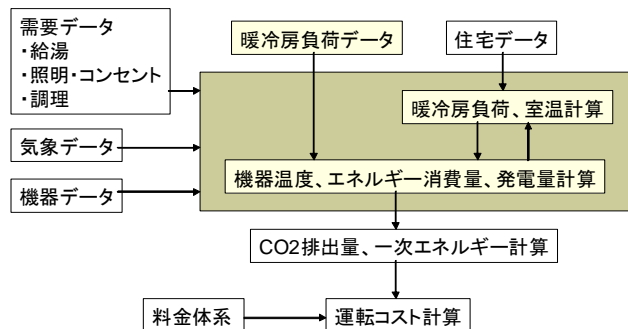 需要データ
・給湯
・照明・コンセント
・調理
暖冷房負荷データ
住宅データ
暖冷房負荷、室温計算
気象データ
機器データ
機器温度、エネルギー消費量、発電量計算
CO2排出量、一次エネルギー計算
料金体系
運転コスト計算